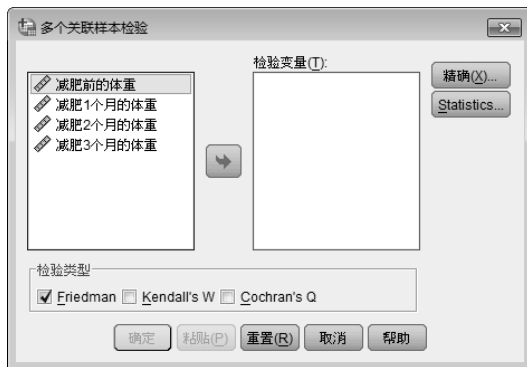 多个关联样本检验
检验变量(T):
减肥前的体重
减肥1个月的体重
减肥2个月的体重
减肥3个月的体重
精确(X)...
Statistics...
检验类型
Friedman Kendall's W Cochran's Q
确定 粘贴(P) 重置(R) 取消 帮助